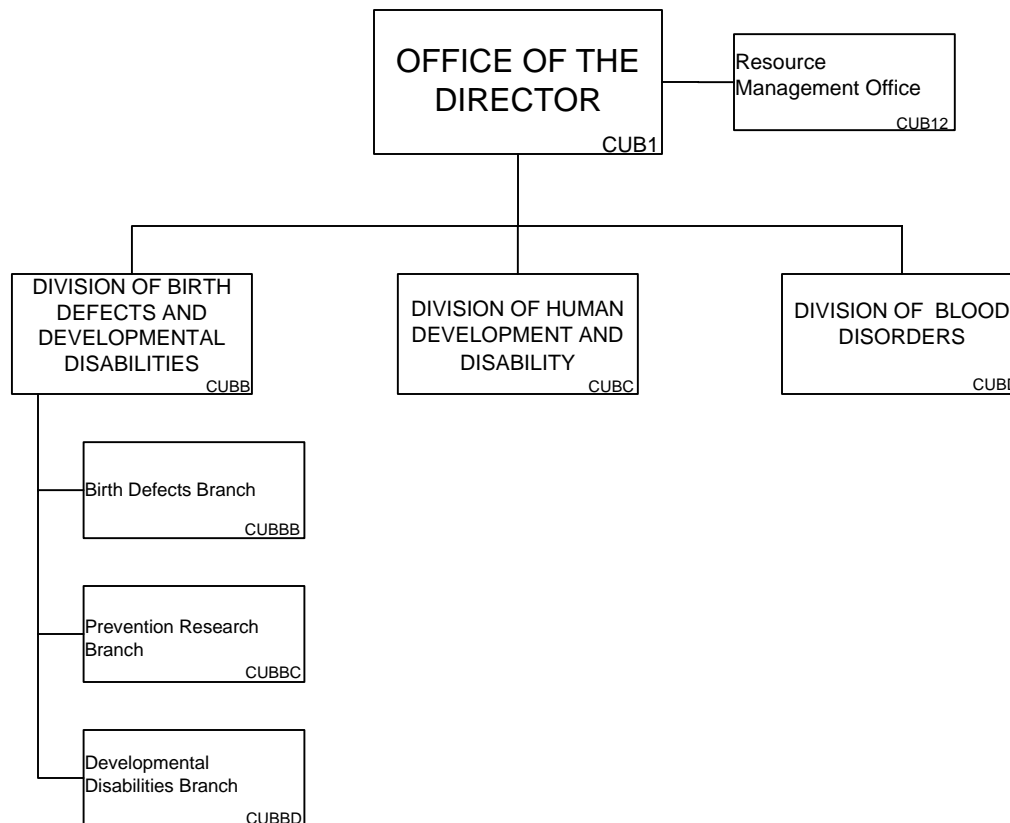 OFFICE OF THE
DIRECTOR
CUB1
Resource
Management Office
CUB12
DIVISION OF BIRTH
DEFECTS AND
DEVELOPMENTAL
DISABILITIES
CUBB
DIVISION OF HUMAN
DEVELOPMENT AND
DISABILITY
CUBC
DIVISION OF BLOOD
DISORDERS
CUBD
Birth Defects Branch
CUBBB
Prevention Research
Branch
CUBBC
Developmental
Disabilities Branch
CUBBD